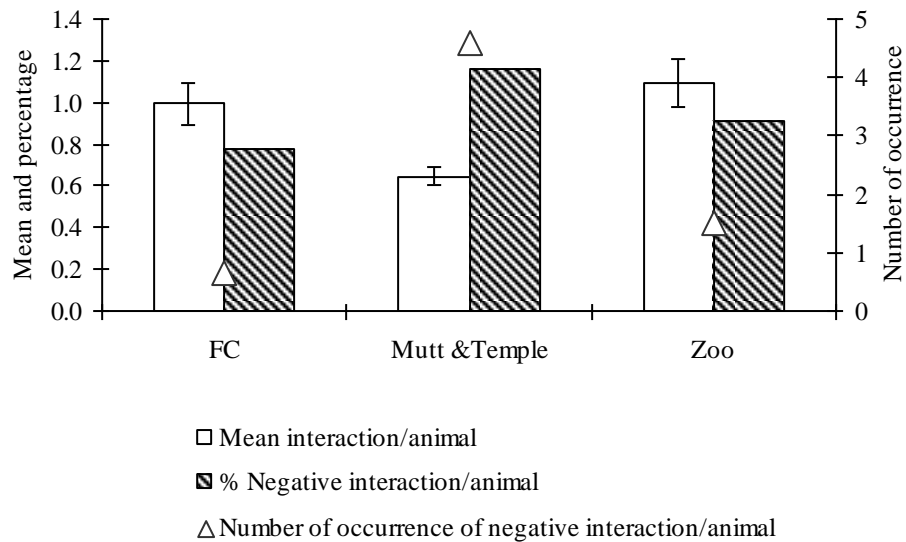 Mean and percentage
1.4
1.2
1.0
0.8
0.6
0.4
0.2
0.0
5
4
3
2
1
0
Number of occurrence
FC
Mutt &Temple
Zoo
Mean interaction/animal
% Negative interaction/animal
Number of occurrence of negative interaction/animal